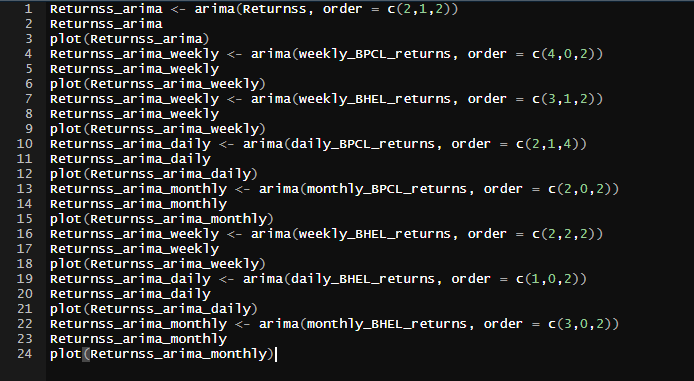 1 Returnss_arima <- arima(Returnss, order = c(2,1,2))
2 Returnss_arima
3 plot(Returnss_arima)
4 Returnss_arima_weekly <- arima(weekly_BPCL_returns, order = c(4,0,2))
5 Returnss_arima_weekly
6 plot(Returnss_arima_weekly)
7 Returnss_arima_weekly <- arima(weekly_BHEL_returns, order = c(3,1,2))
8 Returnss_arima_weekly
9 plot(Returnss_arima_weekly)
10 Returnss_arima_daily <- arima(daily_BPCL_returns, order = c(2,1,4))
11 Returnss_arima_daily
12 plot(Returnss_arima_daily)
13 Returnss_arima_monthly <- arima(monthly_BPCL_returns, order = c(2,0,2))
14 Returnss_arima_monthly
15 plot(Returnss_arima_monthly)
16 Returnss_arima_weekly <- arima(weekly_BHEL_returns, order = c(2,2,2))
17 Returnss_arima_weekly
18 plot(Returnss_arima_weekly)
19 Returnss_arima_daily <- arima(daily_BHEL_returns, order = c(1,0,2))
20 Returnss_arima_daily
21 plot(Returnss_arima_daily)
22 Returnss_arima_monthly <- arima(monthly_BHEL_returns, order = c(3,0,2))
23 Returnss_arima_monthly
24 plot(Returnss_arima_monthly)